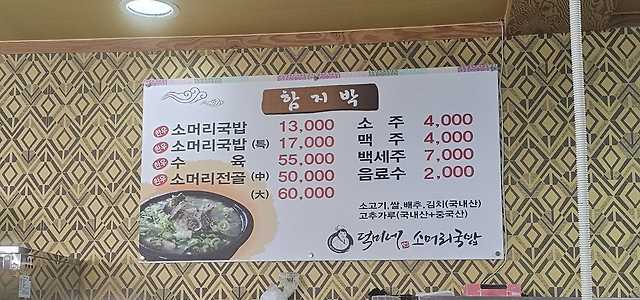 함지박
한우 소머리국밥 13,000
한우 소머리국밥 (특) 17,000
한우 수 육 55,000
한우 소머리전골 (中) 50,000
(大) 60,000
소 주 4,000
맥 주 4,000
백세주 7,000
음료수 2,000
소고기,쌀,배추,김치(국내산)
고추가루(국내산+중국산)
소머리국밥